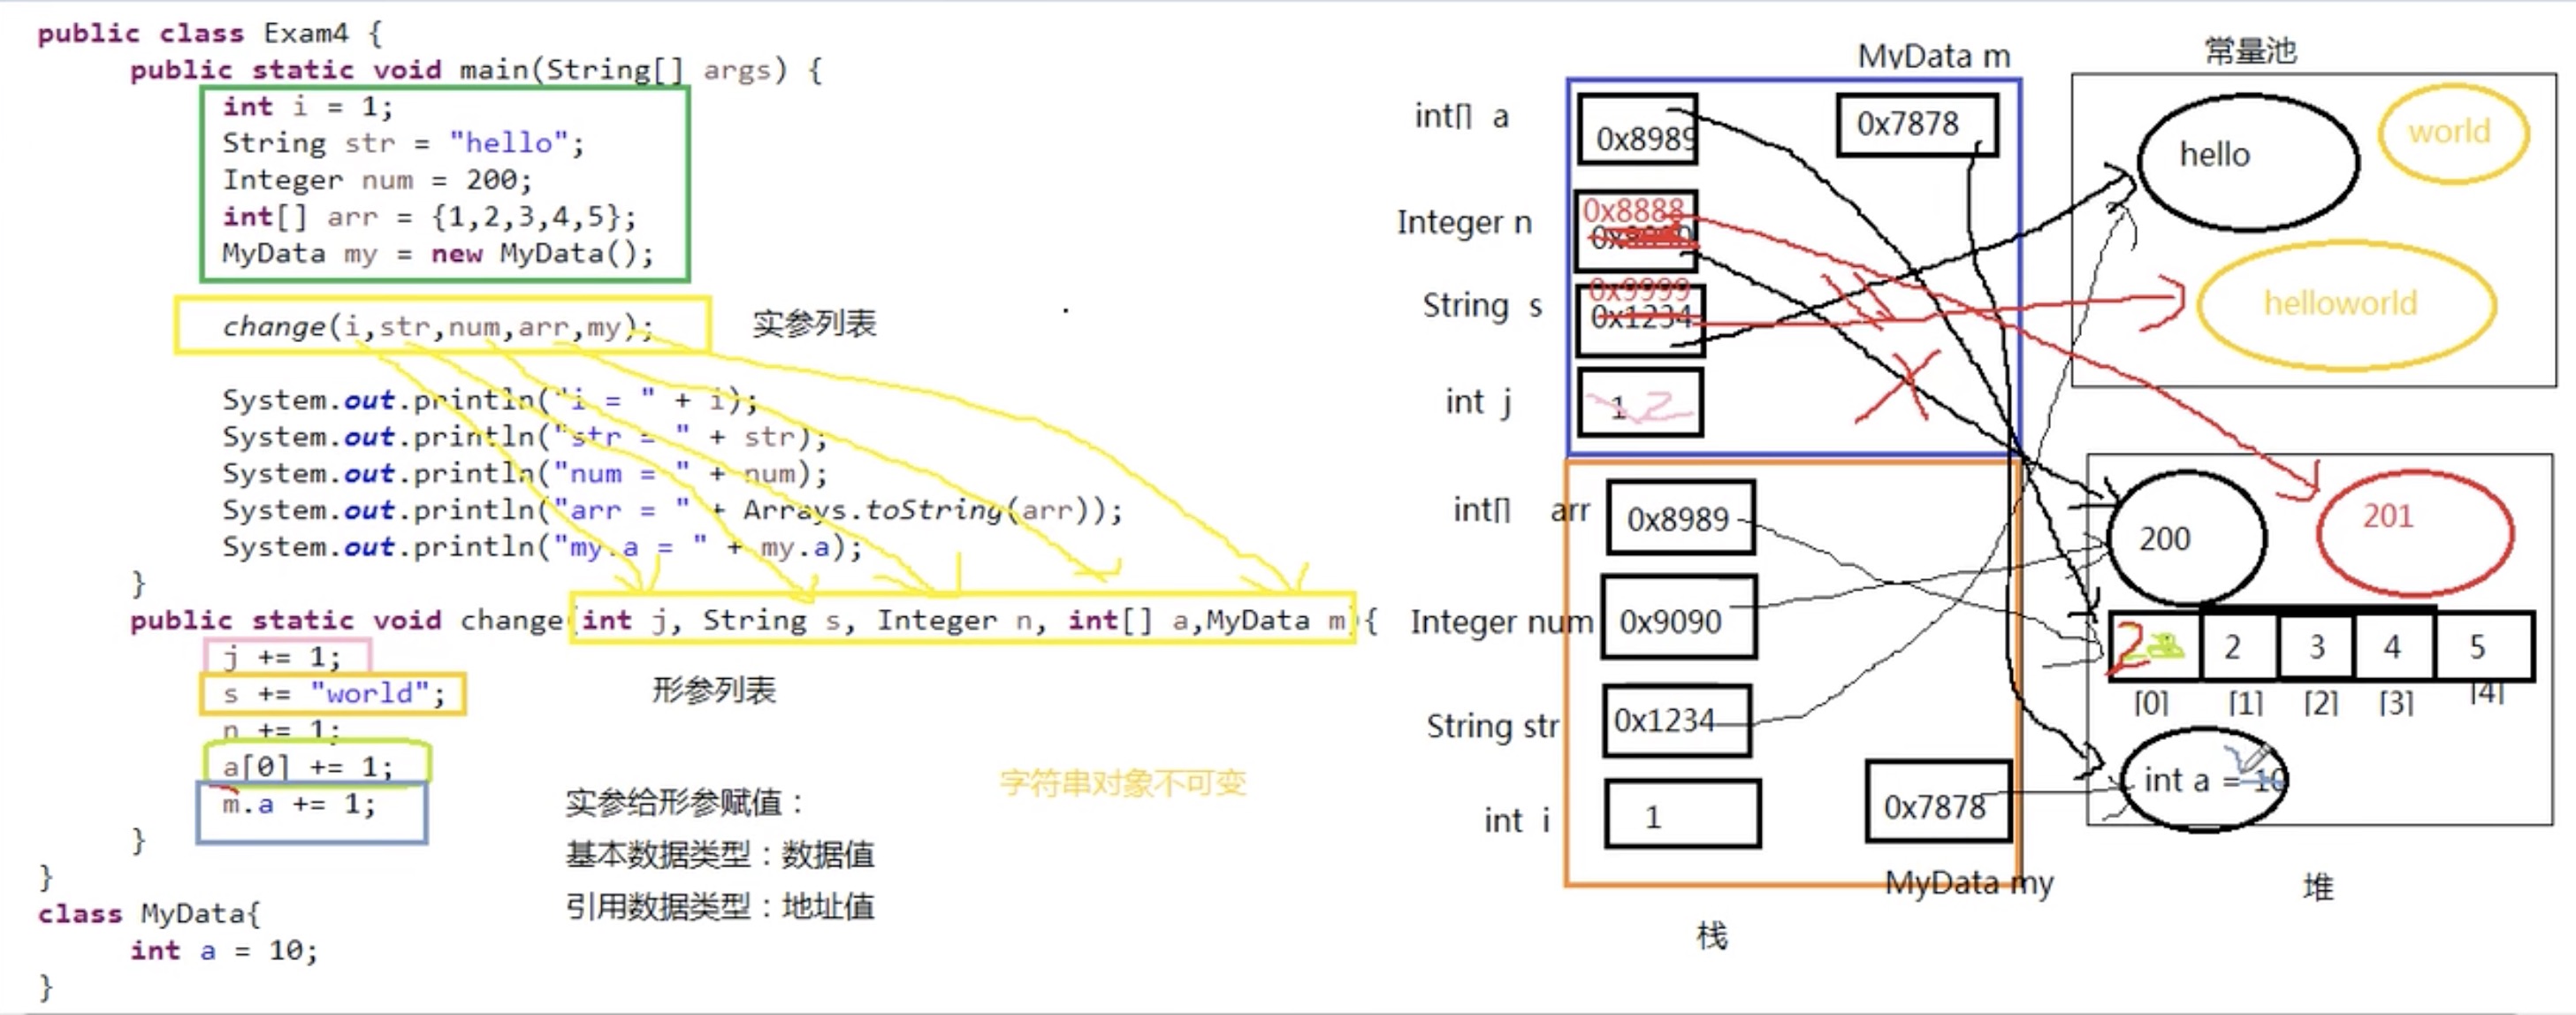 public class Exam4 {
public static void main(String[] args) {
int i = 1;
String str = "hello";
Integer num = 200;
int[] arr = {1,2,3,4,5};
MyData my = new MyData();
change(i,str,num,arr,my);
实参列表
System.out.println("i = " + i);
System.out.println("str = " + str);
System.out.println("num = " + num);
System.out.println("arr = " + Arrays.toString(arr));
System.out.println("my.a = " + my.a);
}
public static void change(int j, String s, Integer n, int[] a,MyData m){
j += 1;
s += "world";
n += 1;
a[0] += 1;
m.a += 1;
}
}
class MyData{
int a = 10;
}
形参列表
实参给形参赋值：
基本数据类型：数据值
引用数据类型：地址值
字符串对象不可变
MyData m
int[] a
0x8989
0x7878
Integer n
0x8888
String s
0x9999
0x1234
int j
1 2
int[] arr
0x8989
Integer num
0x9090
String str
0x1234
int i
1
0x7878
MyData my
栈
常量池
hello
world
helloworld
200
201
2
2
3
4
5
[0]
[1]
[2]
[3]
[4]
int a = 10
堆